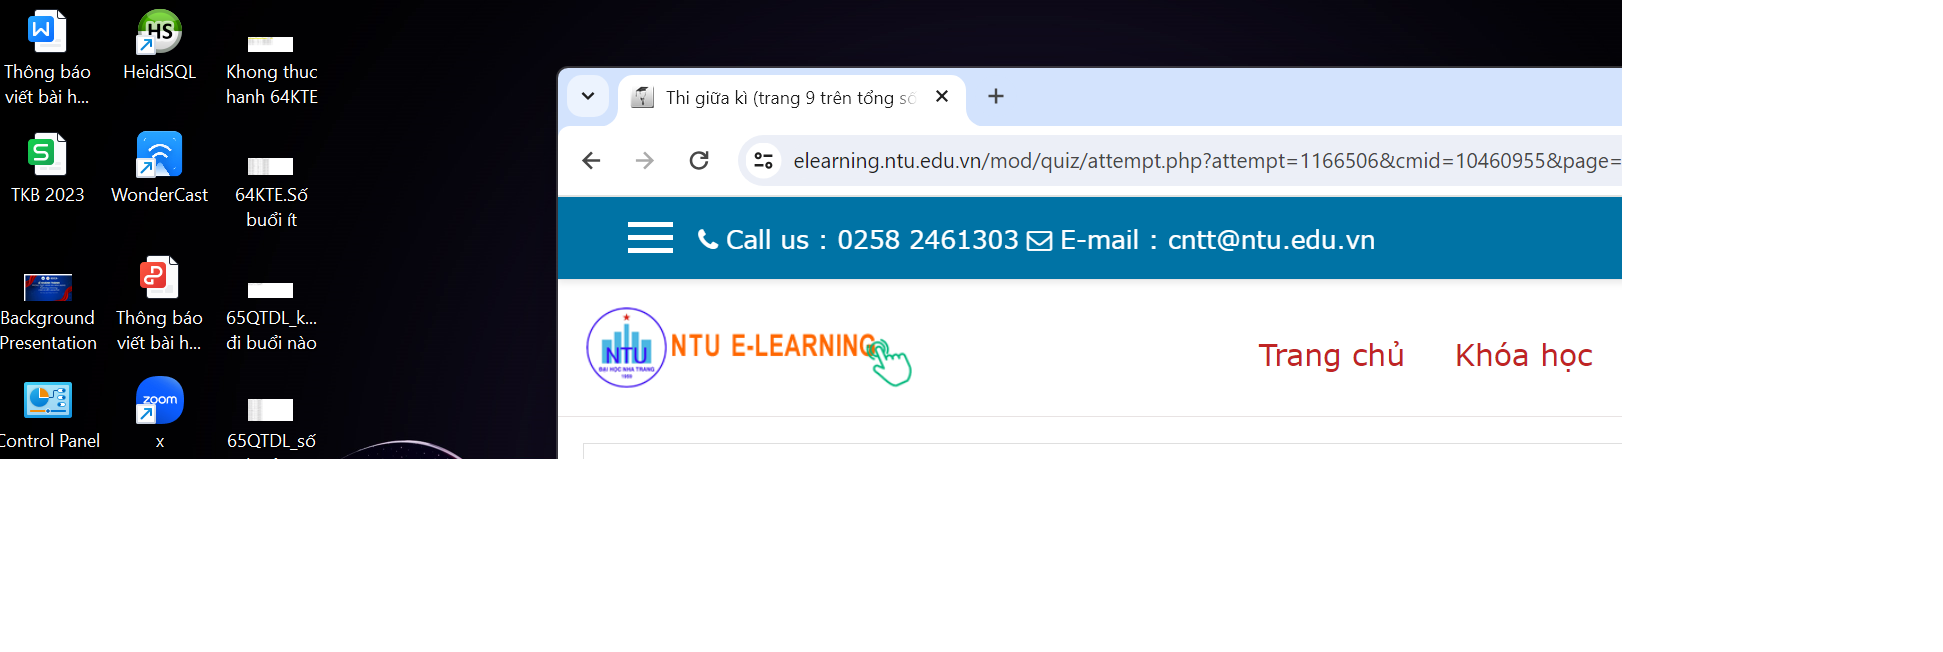 Thông báo
viết bài h...
HeidiSQL
Khong thuc
hanh 64KTE
TKB 2023
WonderCast
64KTE.Số
buổi ít
Background
Presentation
Thông báo
viết bài h...
65QTDL_k...
đi buổi nào
Control Panel
zoom
x
65QTDL_số
Thi giữa kì (trang 9 trên tổng số
elearning.ntu.edu.vn/mod/quiz/attempt.php?attempt=1166506&cmid=10460955&page=
Call us : 0258 2461303 E-mail : cntt@ntu.edu.vn
NTU
ĐẠI HỌC NHA TRANG
1959
NTU E-LEARNING
Trang chủ Khóa học